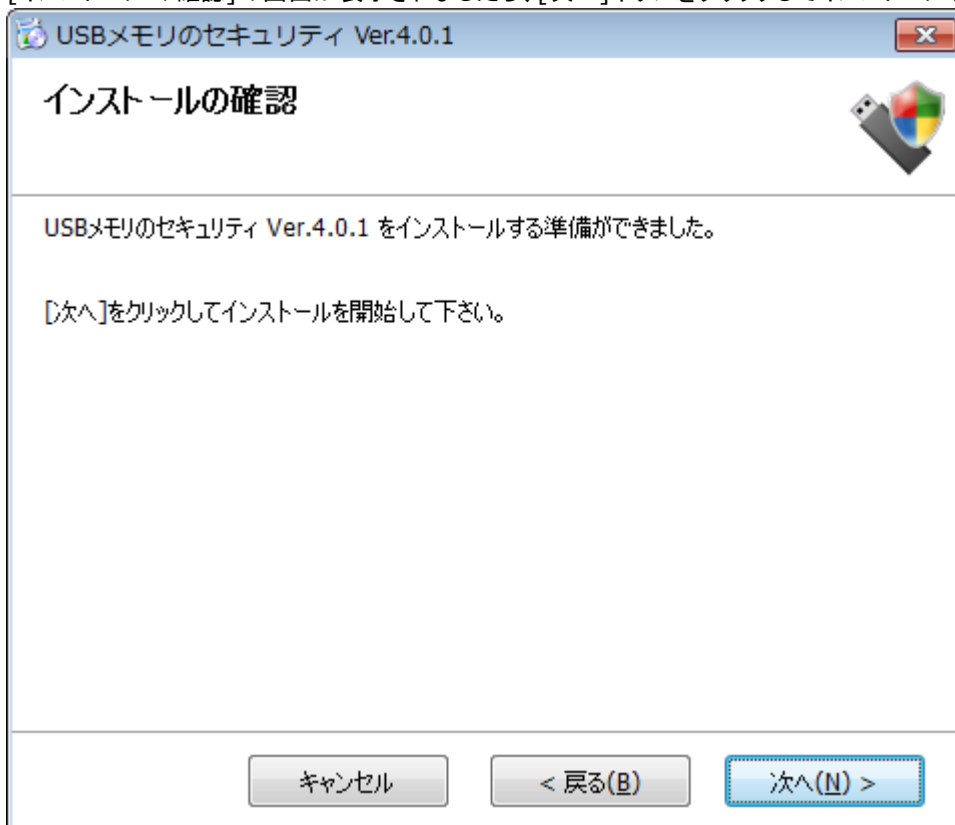 USBメモリのセキュリティ Ver.4.0.1
インストールの確認
USBメモリのセキュリティ Ver.4.0.1 をインストールする準備ができました。
[次へ]をクリックしてインストールを開始して下さい。
キャンセル
< 戻る(B)
次へ(N) >